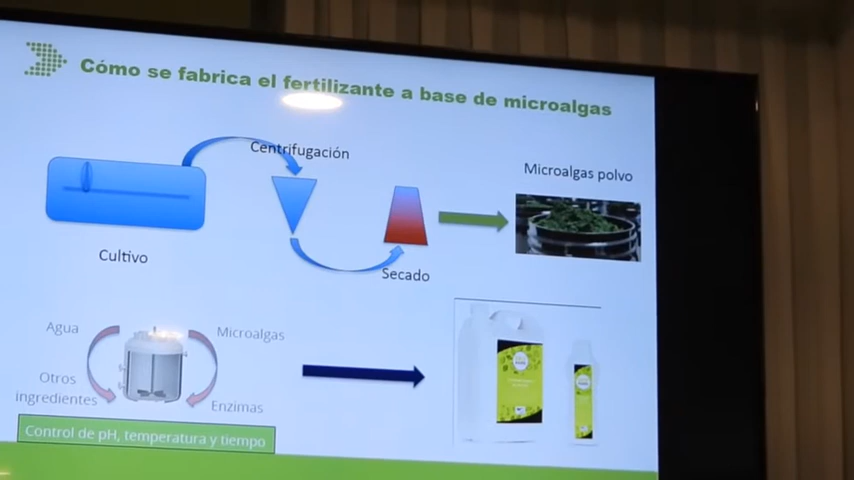 Cómo se fabrica el fertilizante a base de microalgas
Centrifugación
Microalgas polvo
Cultivo
Secado
Agua
Microalgas
Otros
ingredientes
Enzimas
Control de pH, temperatura y tiempo